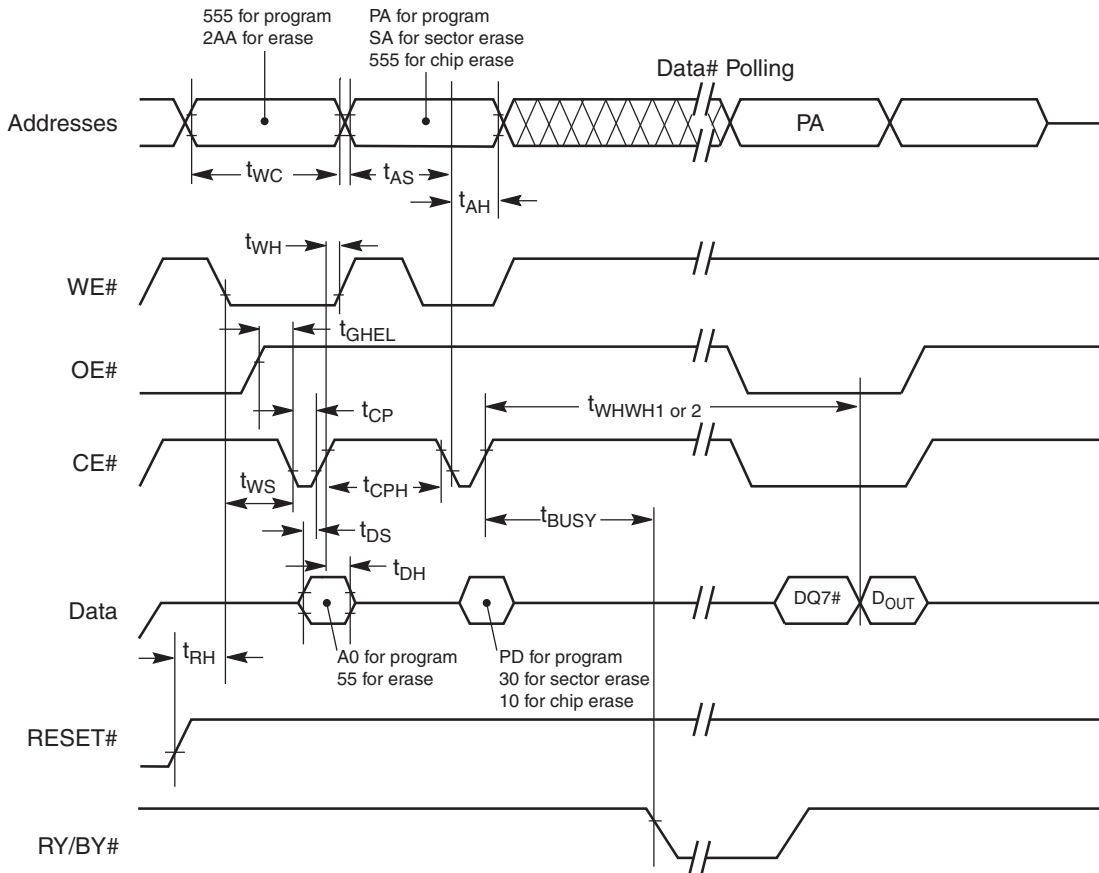 555 for program
2AA for erase
PA for program
SA for sector erase
555 for chip erase
Data# Polling
Addresses
PA
tWC
tAS
tAH
tWH
WE#
tGHEL
OE#
tWHWH1 or 2
tCP
CE#
tWS
tCPH
tBUSY
tDS
tDH
Data
DQ7#
DOUT
tRH
A0 for program
55 for erase
PD for program
30 for sector erase
10 for chip erase
RESET#
RY/BY#